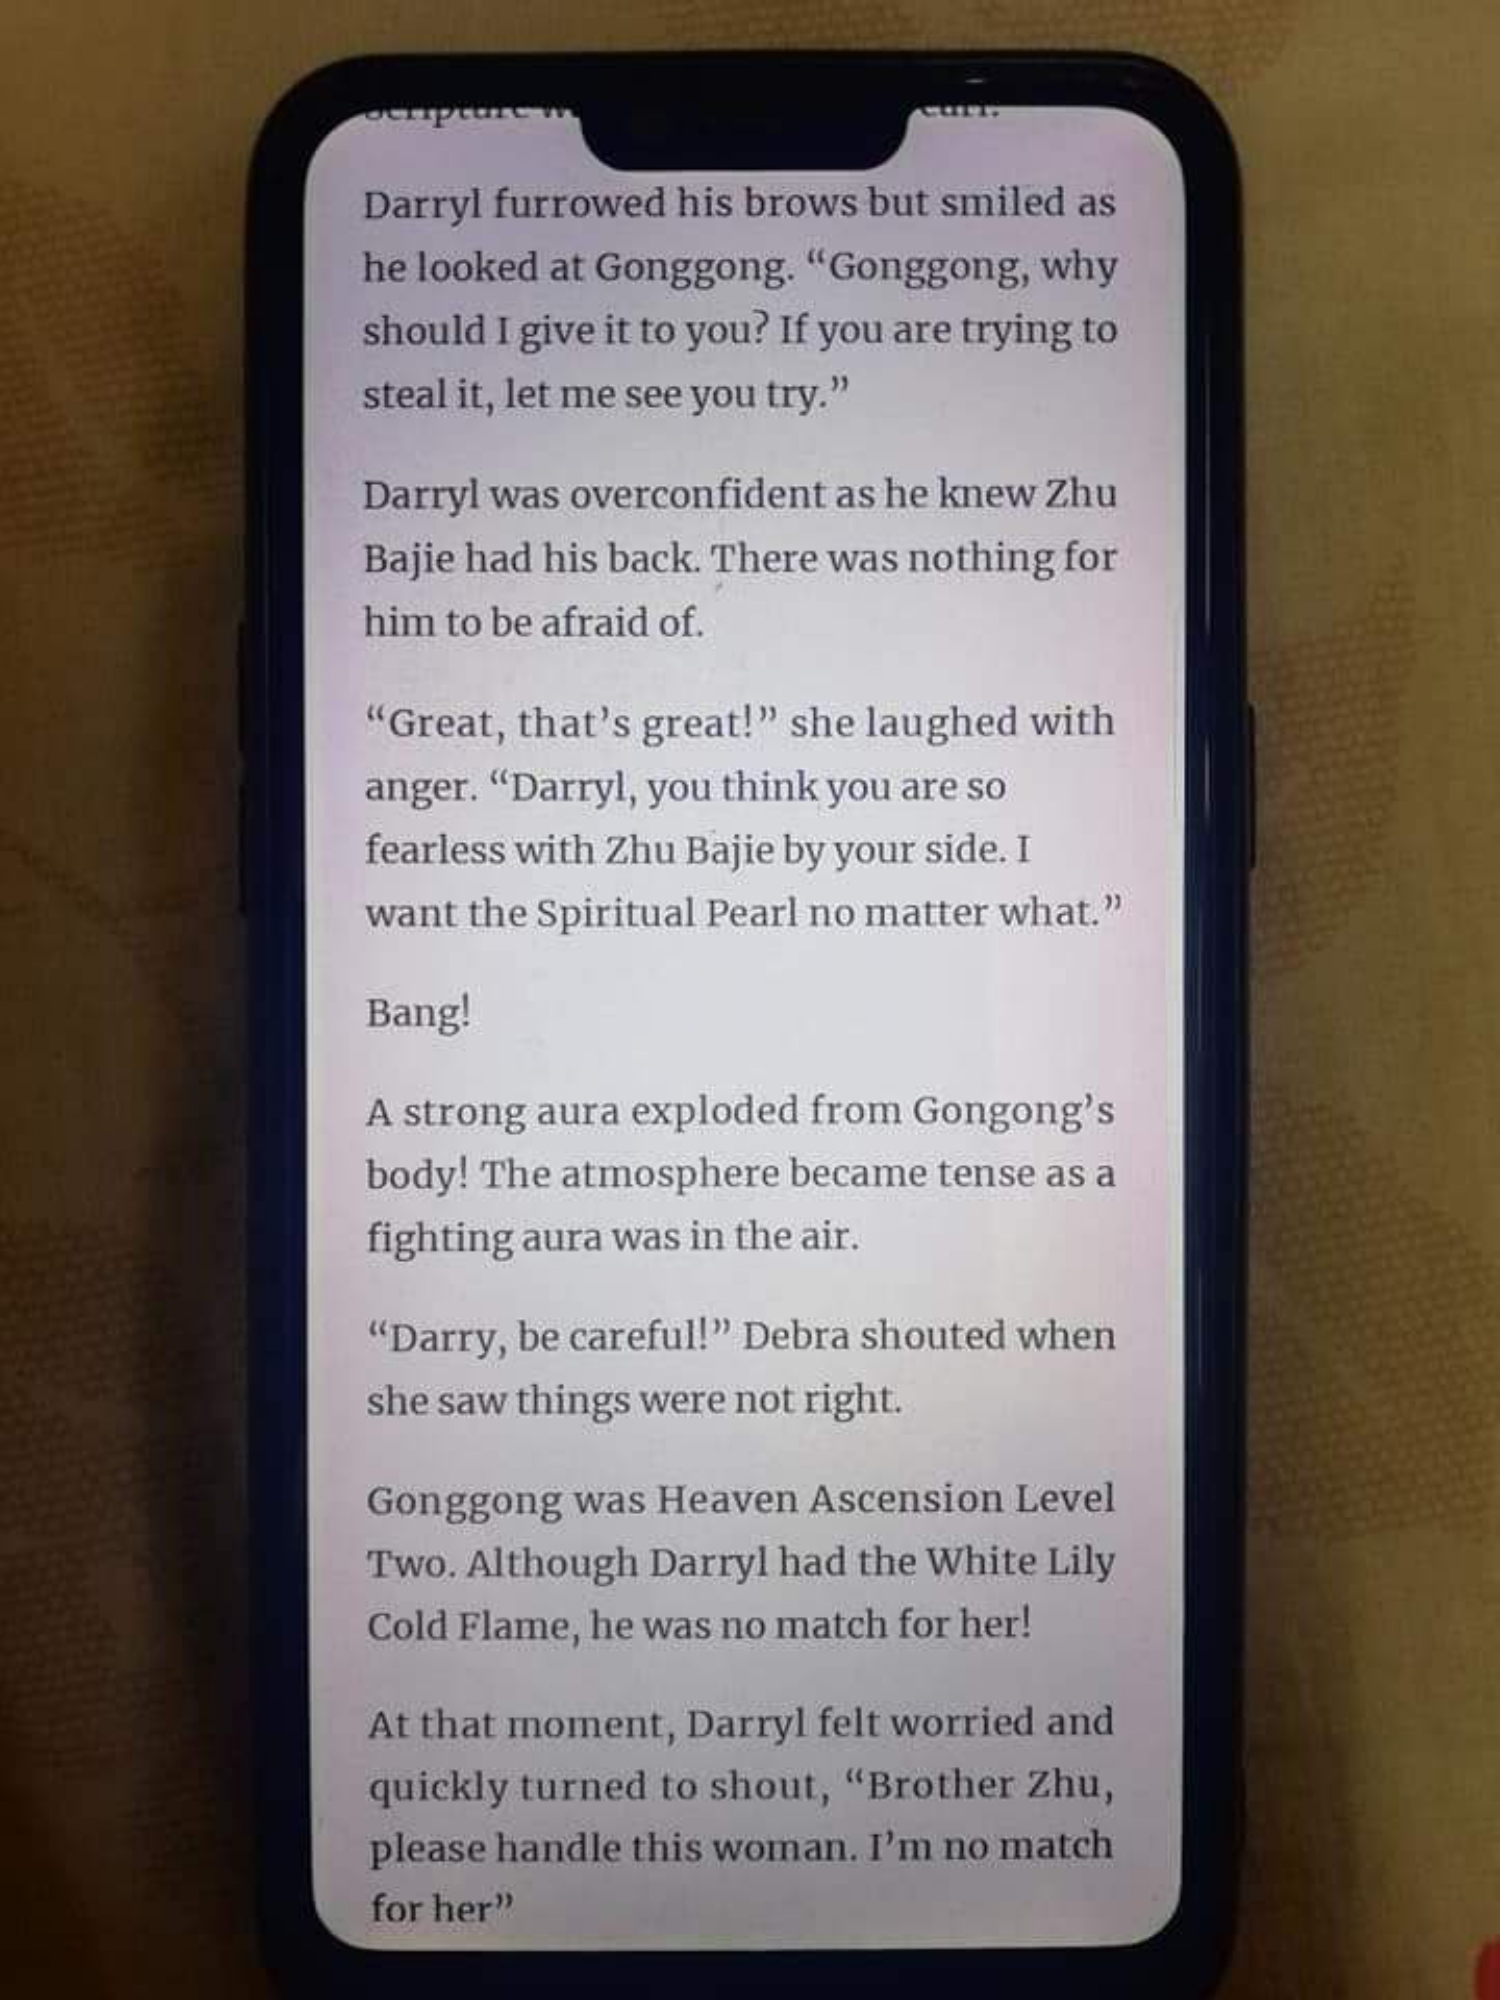 Darryl furrowed his brows but smiled as
he looked at Gonggong. “Gonggong, why
should I give it to you? If you are trying to
steal it, let me see you try.”
Darryl was overconfident as he knew Zhu
Bajie had his back. There was nothing for
him to be afraid of.
“Great, that’s great!” she laughed with
anger. “Darryl, you think you are so
fearless with Zhu Bajie by your side. I
want the Spiritual Pearl no matter what.”
Bang!
A strong aura exploded from Gongong’s
body! The atmosphere became tense as a
fighting aura was in the air.
“Darry, be careful!” Debra shouted when
she saw things were not right.
Gonggong was Heaven Ascension Level
Two. Although Darryl had the White Lily
Cold Flame, he was no match for her!
At that moment, Darryl felt worried and
quickly turned to shout, “Brother Zhu,
please handle this woman. I’m no match
for her”